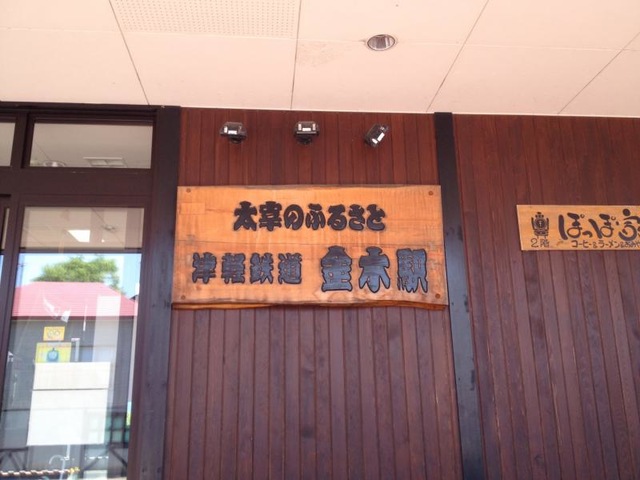 太宰のふるさと
津軽鉄道 金木駅
ぽっぽ家
2階
コーヒー&ラーメン